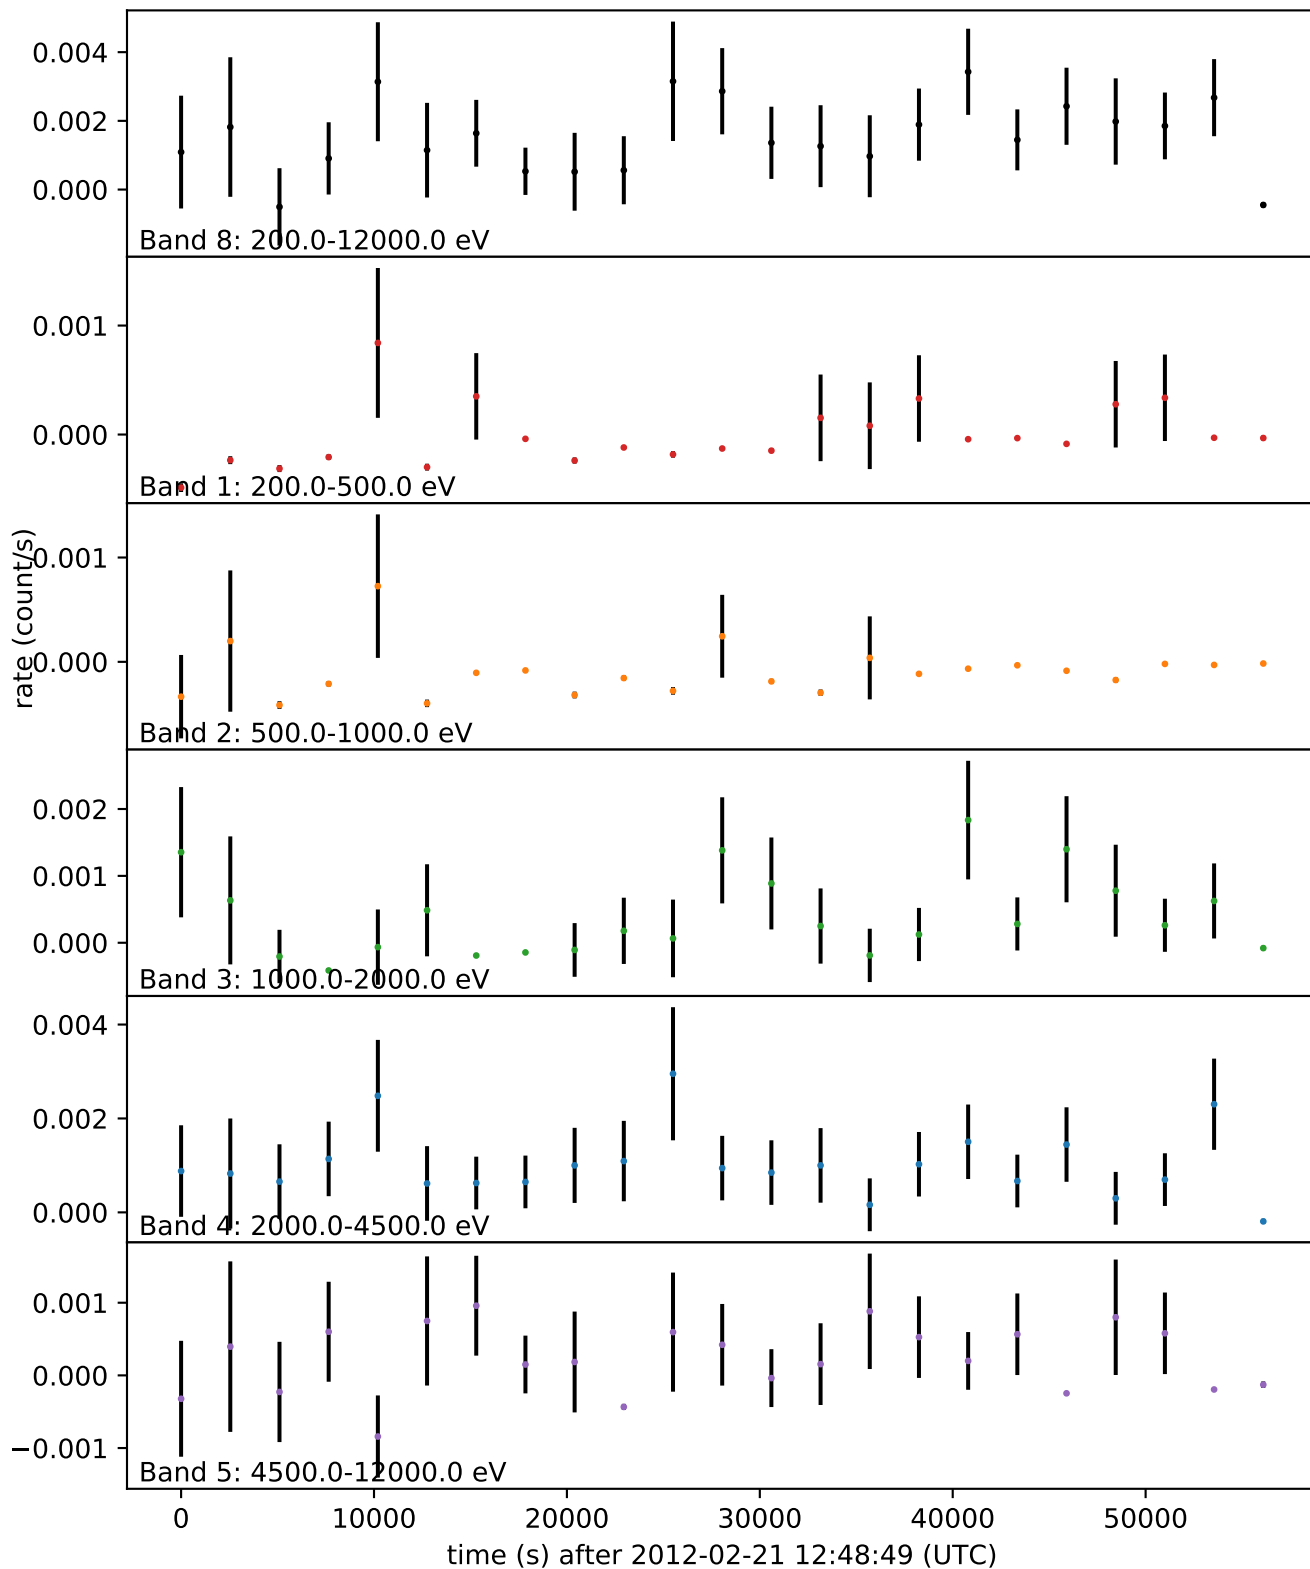 0.004
0.002
0.000
Band 8: 200.0-12000.0 eV
0.001
0.000
Band 1: 200.0-500.0 eV
rate (count/s)
0.001
0.000
Band 2: 500.0-1000.0 eV
0.002
0.001
0.000
Band 3: 1000.0-2000.0 eV
0.004
0.002
0.000
Band 4: 2000.0-4500.0 eV
0.001
0.000
−0.001
Band 5: 4500.0-12000.0 eV
0 10000 20000 30000 40000 50000
time (s) after 2012-02-21 12:48:49 (UTC)